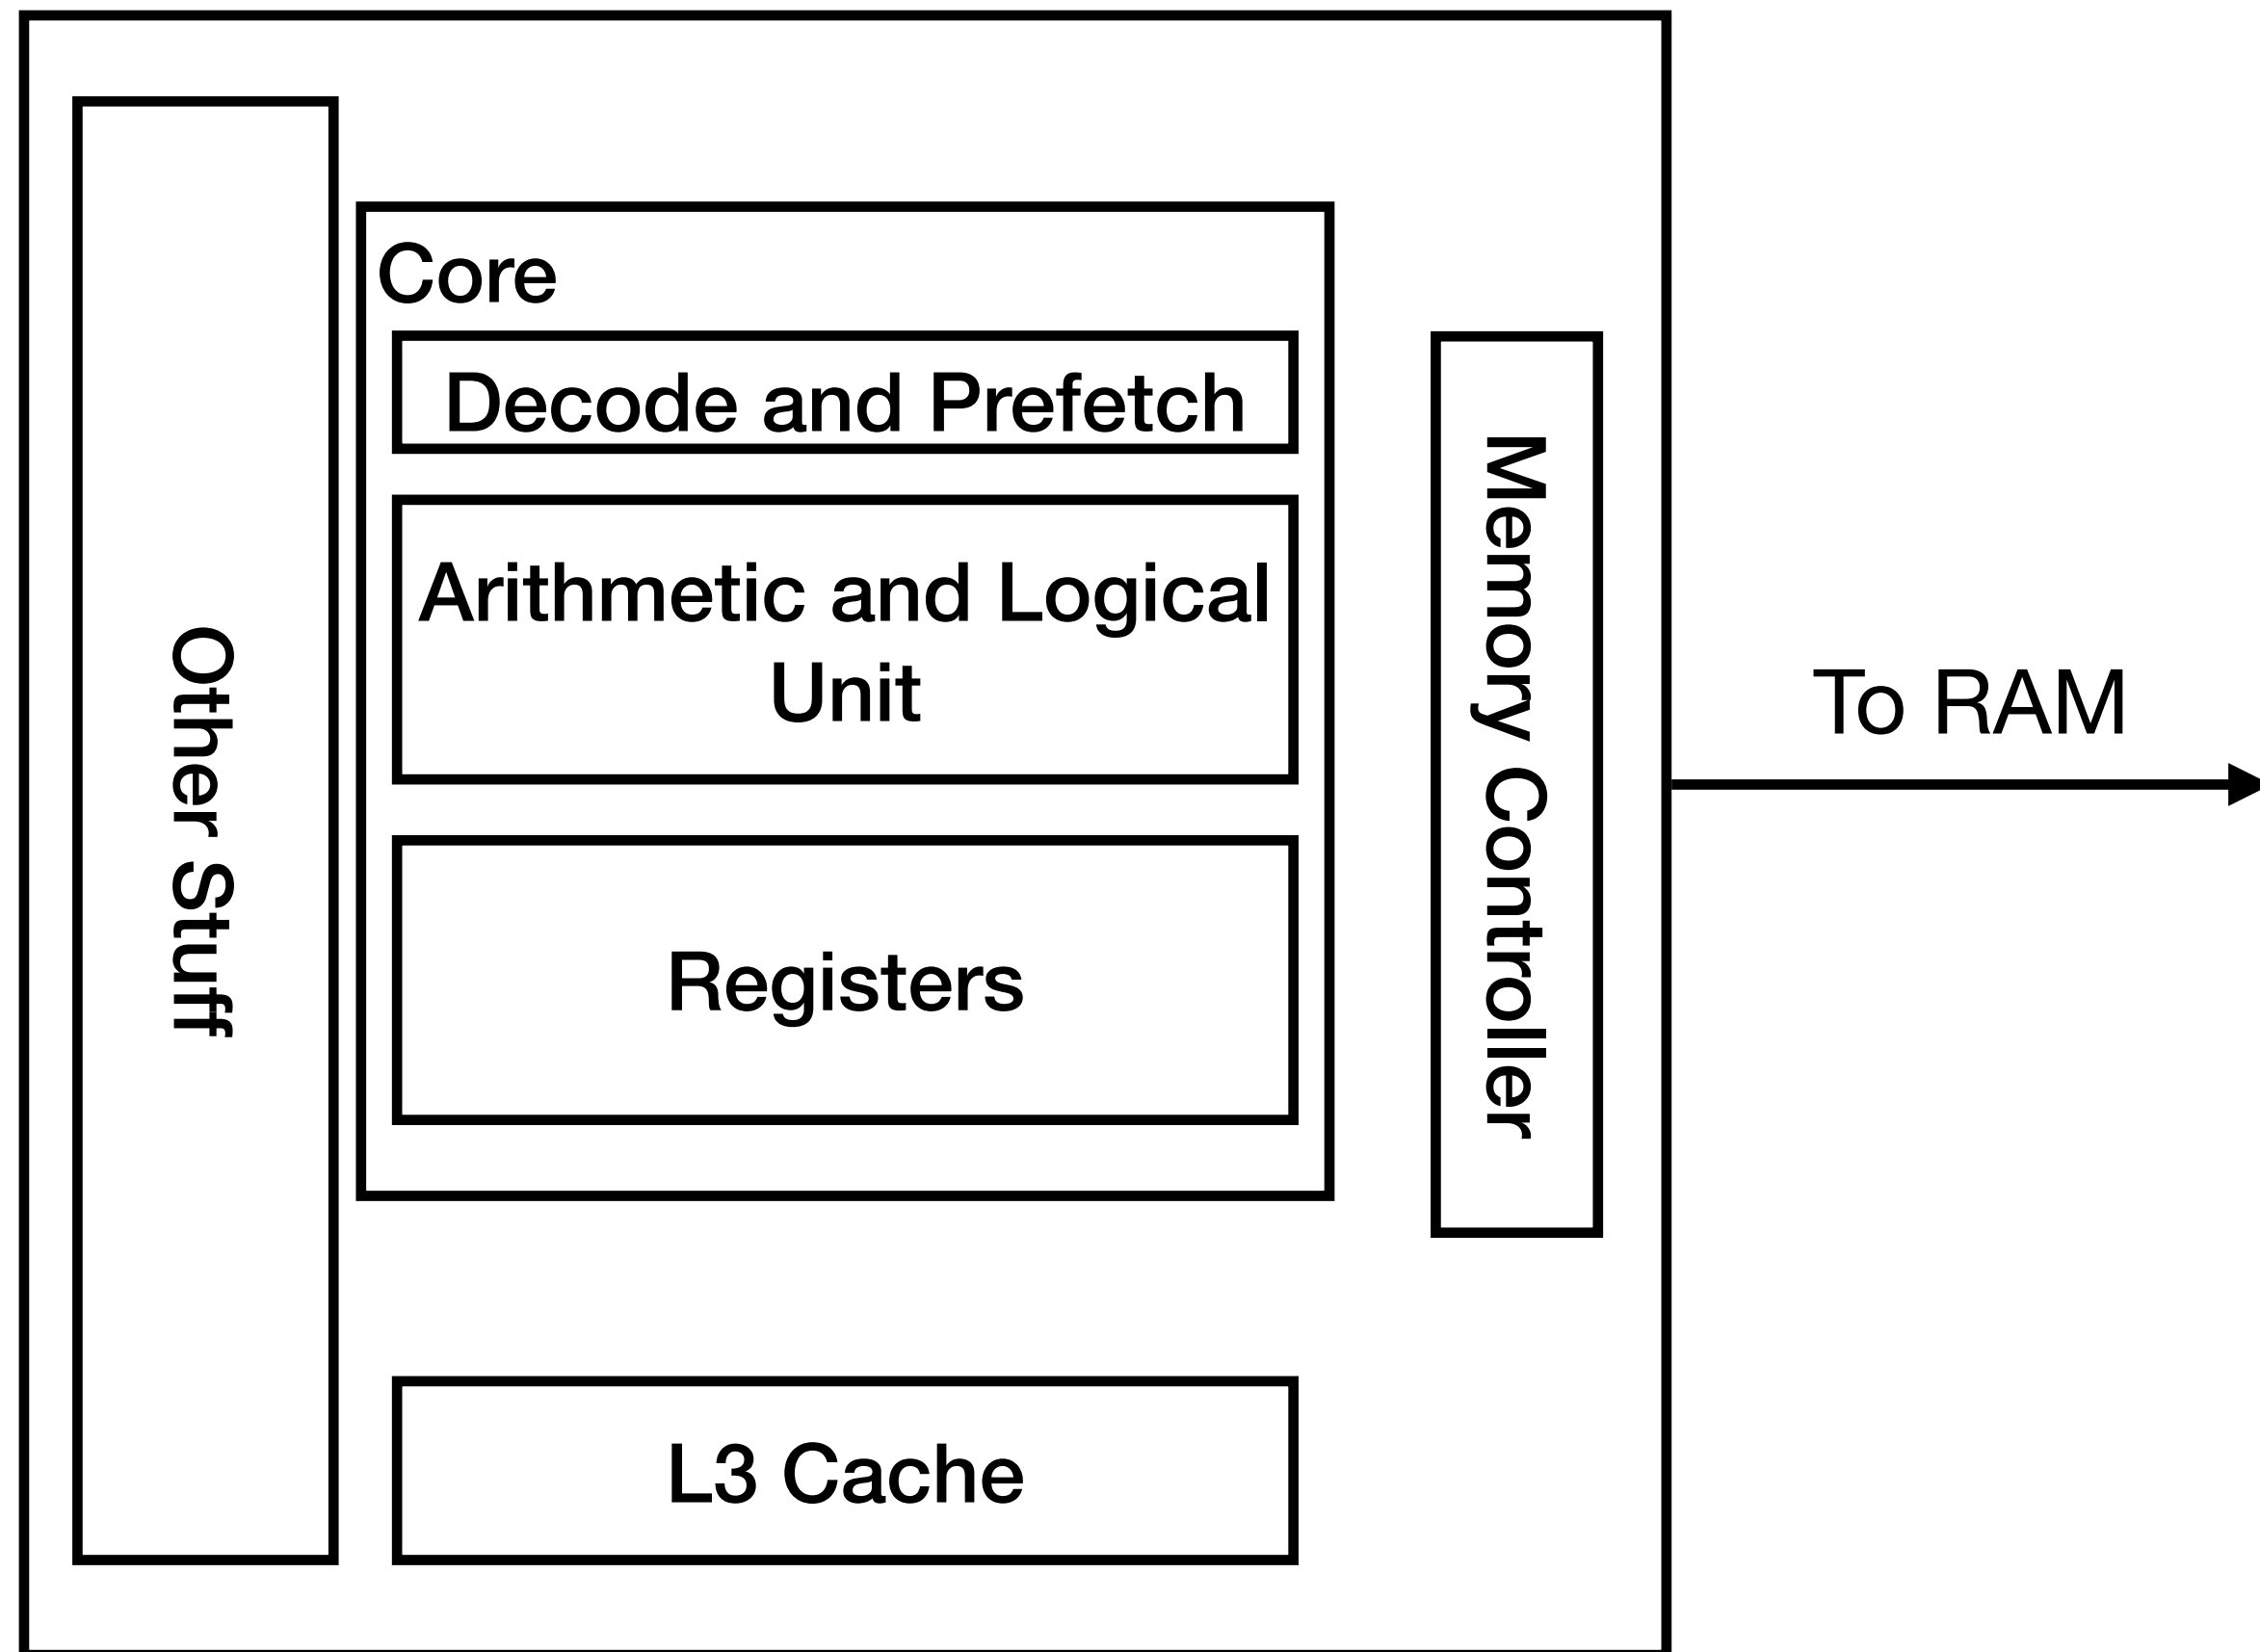 Other Stuff
Core
Decode and Prefetch
Arithmetic and Logical
Unit
Registers
L3 Cache
Memory Controller
To RAM